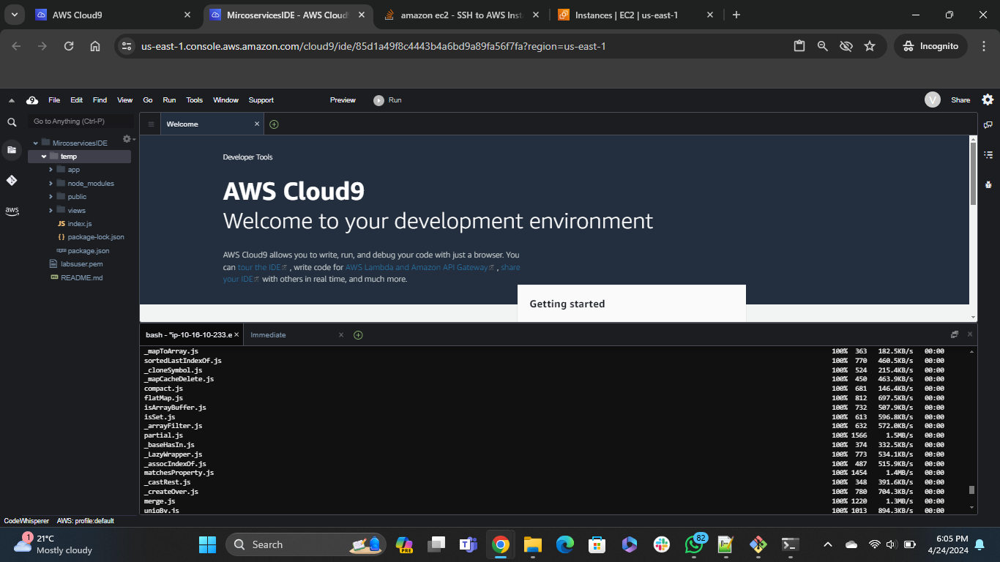 AWS Cloud9
MircoservicesIDE - AWS Cloud
amazon ec2 - SSH to AWS Inst
Instances | EC2 | us-east-1
us-east-1.console.aws.amazon.com/cloud9/ide/85d1a49f8c4443b4a6bd9a89fa56f7fa?region=us-east-1
Incognito
File Edit Find View Go Run Tools Window Support Preview Run
V Share
Go to Anything (Ctrl-P)
MircoservicesIDE
temp
app
node_modules
public
views
JS index.js
{} package-lock.json
package.json
labsuser.pem
README.md
aws
Welcome
Developer Tools
AWS Cloud9
Welcome to your development environment
AWS Cloud9 allows you to write, run, and debug your code with just a browser. You
can tour the IDE , write code for AWS Lambda and Amazon API Gateway , share
your IDE with others in real time, and much more.
Getting started
bash - "ip-10-16-10-233.e
Immediate
_mapToArray.js 100% 363 182.5KB/s 00:00
sortedLastIndexOf.js 100% 770 460.5KB/s 00:00
_cloneSymbol.js 100% 524 215.4KB/s 00:00
_mapCacheDelete.js 100% 450 463.9KB/s 00:00
compact.js 100% 681 146.4KB/s 00:00
flatMap.js 100% 812 697.5KB/s 00:00
isArrayBuffer.js 100% 732 507.9KB/s 00:00
isSet.js 100% 613 596.8KB/s 00:00
_arrayFilter.js 100% 632 572.0KB/s 00:00
partial.js 100% 1566 1.5MB/s 00:00
_baseHasIn.js 100% 374 332.5KB/s 00:00
_LazyWrapper.js 100% 773 534.1KB/s 00:00
_assocIndexOf.js 100% 487 515.9KB/s 00:00
matchesProperty.js 100% 1454 1.4MB/s 00:00
_castRest.js 100% 348 391.6KB/s 00:00
_createOver.js 100% 780 704.3KB/s 00:00
merge.js 100% 1220 1.3MB/s 00:00
uniqBy.js 100% 1013 894.3KB/s 00:00
CodeWhisperer AWS: profile:default
1
21°C
Mostly cloudy
Search
PRE
82
6:05 PM
4/24/2024